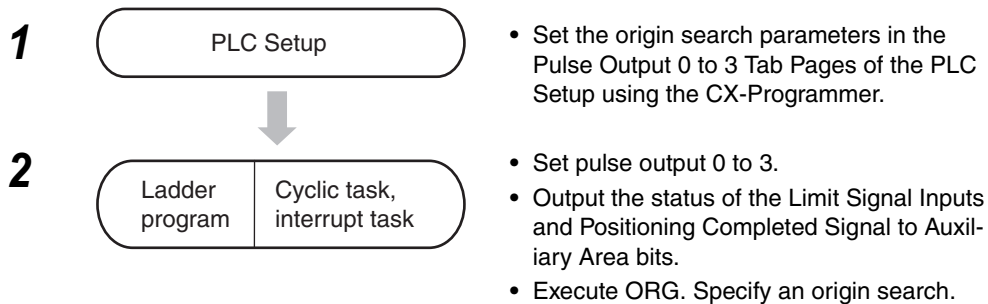 1
PLC Setup
• Set the origin search parameters in the
Pulse Output 0 to 3 Tab Pages of the PLC
Setup using the CX-Programmer.
2
Ladder
program
Cyclic task,
interrupt task
• Set pulse output 0 to 3.
• Output the status of the Limit Signal Inputs
and Positioning Completed Signal to Auxil-
iary Area bits.
• Execute ORG. Specify an origin search.